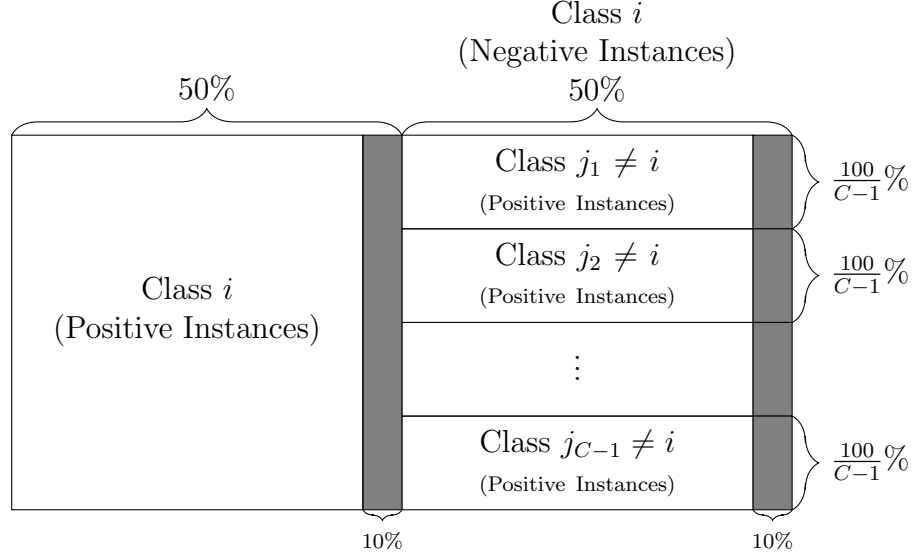 Class i
(Negative Instances)
50%
50%
Class j₁ ≠ i
(Positive Instances)
100/(C−1)%
Class j₂ ≠ i
(Positive Instances)
100/(C−1)%
Class i
(Positive Instances)
⋮
Class j_{C−1} ≠ i
(Positive Instances)
100/(C−1)%
10%
10%